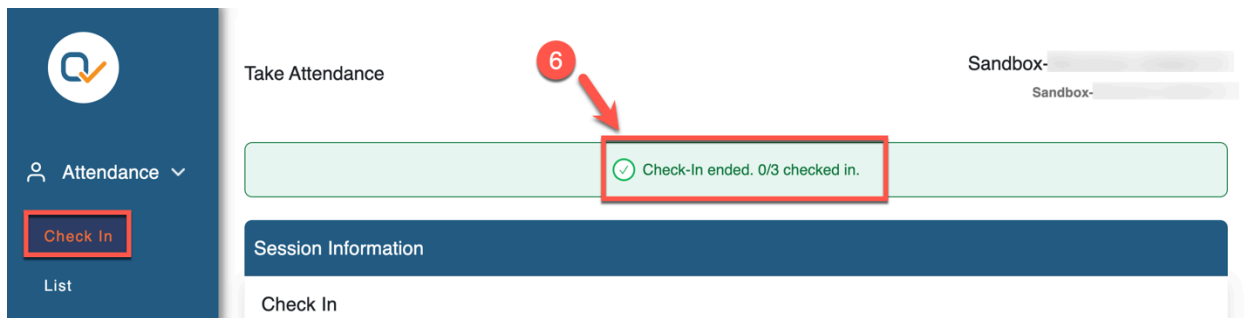 Take Attendance
6
Sandbox-
Sandbox-
Attendance
Check-In ended. 0/3 checked in.
Check In
List
Session Information
Check In